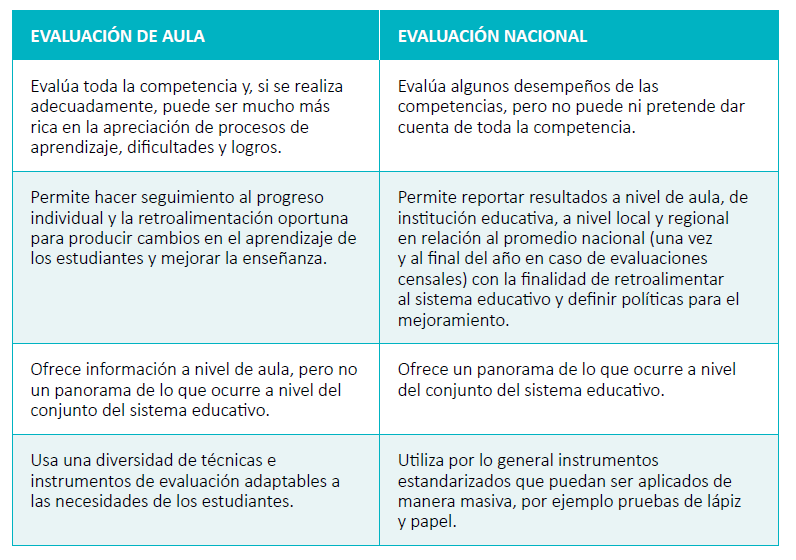 EVALUACIÓN DE AULA
EVALUACIÓN NACIONAL
Evalúa toda la competencia y, si se realiza
adecuadamente, puede ser mucho más
rica en la apreciación de procesos de
aprendizaje, dificultades y logros.
Evalúa algunos desempeños de las
competencias, pero no puede ni pretende dar
cuenta de toda la competencia.
Permite hacer seguimiento al progreso
individual y la retroalimentación oportuna
para producir cambios en el aprendizaje de
los estudiantes y mejorar la enseñanza.
Permite reportar resultados a nivel de aula, de
institución educativa, a nivel local y regional
en relación al promedio nacional (una vez
y al final del año en caso de evaluaciones
censales) con la finalidad de retroalimentar
al sistema educativo y definir políticas para el
mejoramiento.
Ofrece información a nivel de aula, pero no
un panorama de lo que ocurre a nivel del
conjunto del sistema educativo.
Ofrece un panorama de lo que ocurre a nivel
del conjunto del sistema educativo.
Usa una diversidad de técnicas e
instrumentos de evaluación adaptables a
las necesidades de los estudiantes.
Utiliza por lo general instrumentos
estandarizados que puedan ser aplicados de
manera masiva, por ejemplo pruebas de lápiz
y papel.